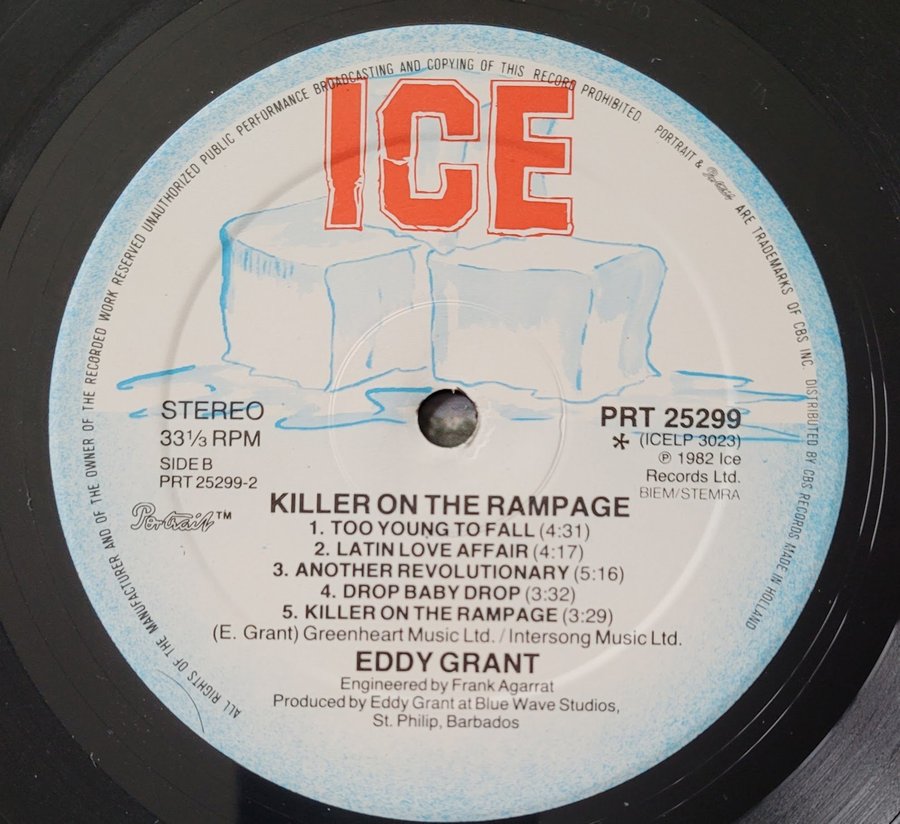 ALL RIGHTS OF THE MANUFACTURER AND OF THE OWNER OF THE RECORDED WORK RESERVED UNAUTHORIZED PUBLIC PERFORMANCE BROADCASTING AND COPYING OF THIS RECORD PROHIBITED. PORTRAIT & Portrait ARE TRADEMARKS OF CBS INC. DISTRIBUTED BY CBS RECORDS MADE IN HOLLAND
ICE
STEREO
33⅓ RPM
SIDE B
PRT 25299-2
Portrait™
PRT 25299
* (ICELP 3023)
℗ 1982 Ice
Records Ltd.
BIEM/STEMRA
KILLER ON THE RAMPAGE
1. TOO YOUNG TO FALL (4:31)
2. LATIN LOVE AFFAIR (4:17)
3. ANOTHER REVOLUTIONARY (5:16)
4. DROP BABY DROP (3:32)
5. KILLER ON THE RAMPAGE (3:29)
(E. Grant) Greenheart Music Ltd. / Intersong Music Ltd.
EDDY GRANT
Engineered by Frank Agarrat
Produced by Eddy Grant at Blue Wave Studios,
St. Philip, Barbados